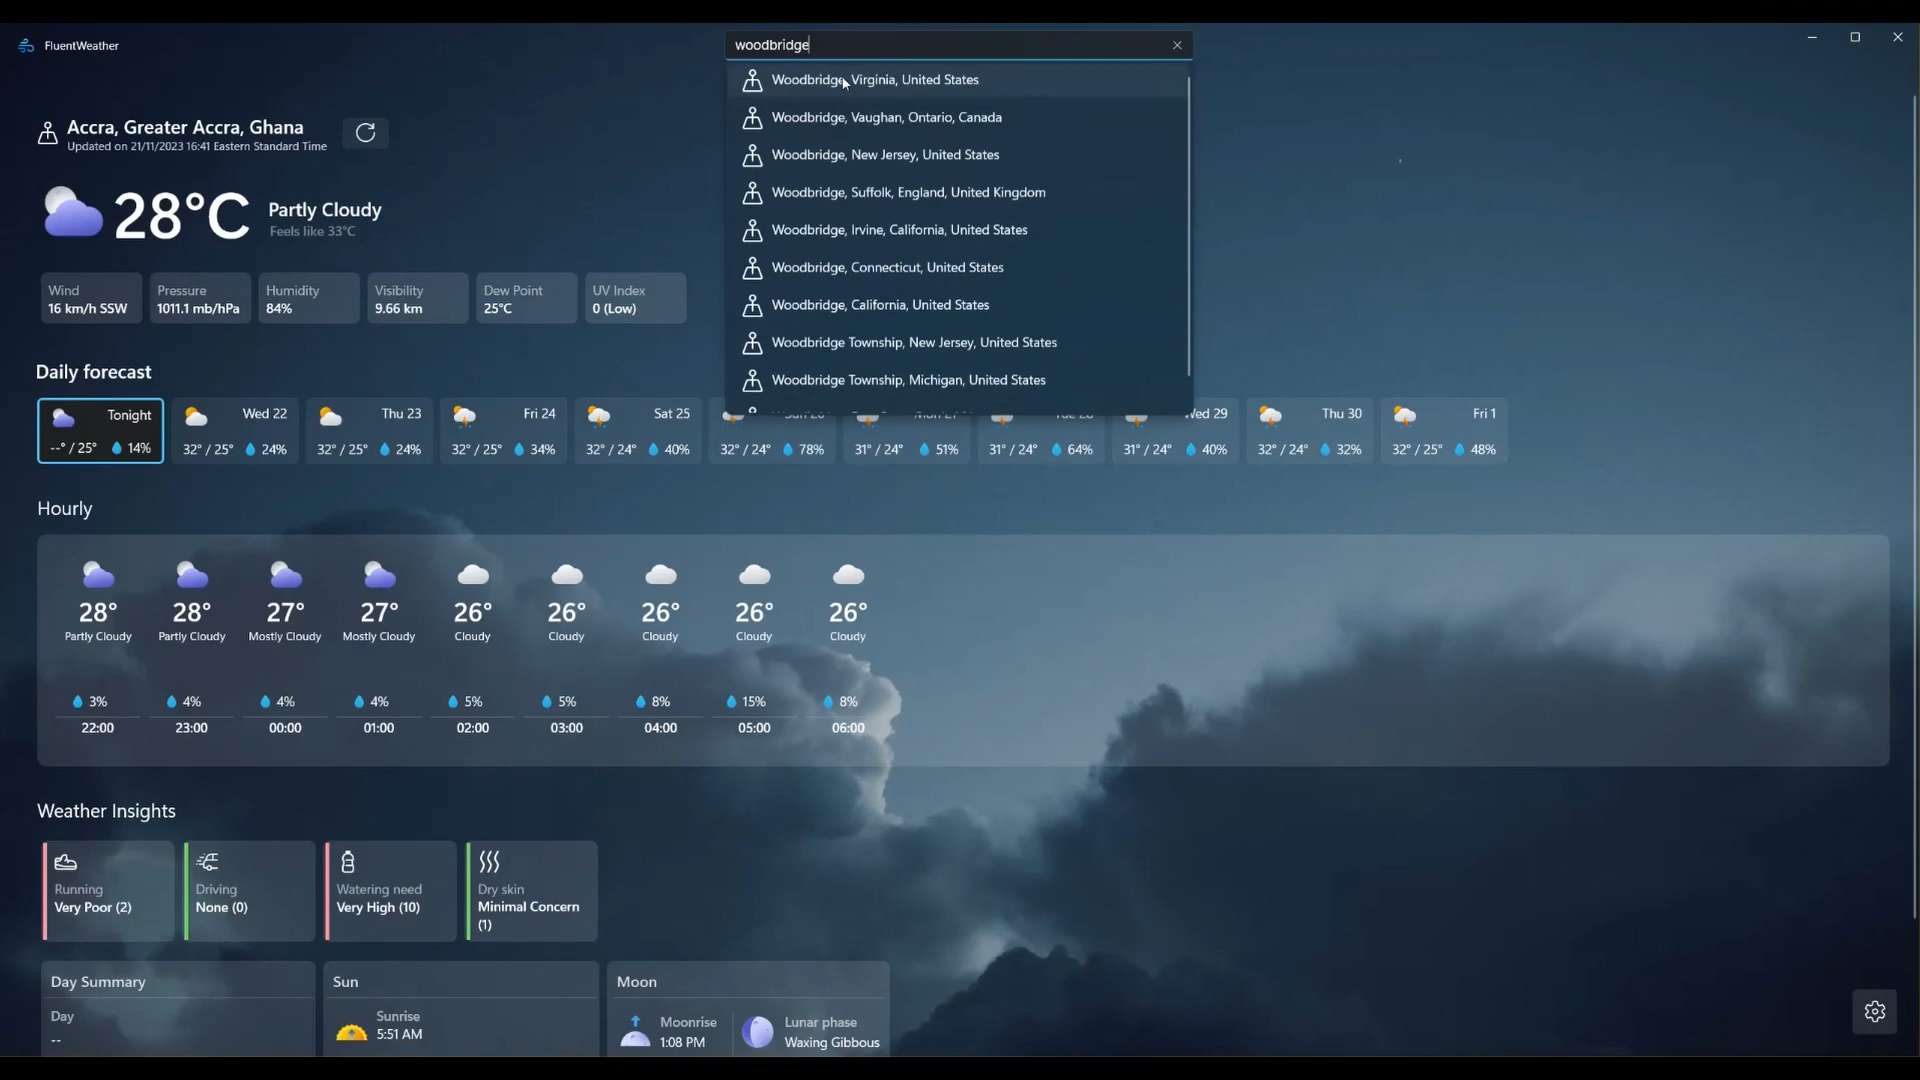 FluentWeather
woodbridge
Woodbridge, Virginia, United States
Woodbridge, Vaughan, Ontario, Canada
Woodbridge, New Jersey, United States
Woodbridge, Suffolk, England, United Kingdom
Woodbridge, Irvine, California, United States
Woodbridge, Connecticut, United States
Woodbridge, California, United States
Woodbridge Township, New Jersey, United States
Woodbridge Township, Michigan, United States
Accra, Greater Accra, Ghana
Updated on 21/11/2023 16:41 Eastern Standard Time
28°C
Partly Cloudy
Feels like 33°C
Wind Pressure Humidity Visibility Dew Point UV Index
16 km/h SSW 1011.1 mb/hPa 84% 9.66 km 25°C 0 (Low)
Daily forecast
Tonight Wed 22 Thu 23 Fri 24 Sat 25 Wed 29 Thu 30 Fri 1
--° / 25° 14% 32° / 25° 24% 32° / 25° 24% 32° / 25° 34% 32° / 24° 40% 32° / 24° 78% 31° / 24° 51% 31° / 24° 64% 31° / 24° 40% 32° / 24° 32% 32° / 25° 48%
Hourly
28° 28° 27° 27° 26° 26° 26° 26° 26°
Partly Cloudy Partly Cloudy Mostly Cloudy Mostly Cloudy Cloudy Cloudy Cloudy Cloudy Cloudy
3% 4% 4% 4% 5% 5% 8% 15% 8%
22:00 23:00 00:00 01:00 02:00 03:00 04:00 05:00 06:00
Weather Insights
Running Driving Watering need Dry skin
Very Poor (2) None (0) Very High (10) Minimal Concern
(1)
Day Summary Sun Moon
Day Sunrise Moonrise Lunar phase
-- 5:51 AM 1:08 PM Waxing Gibbous